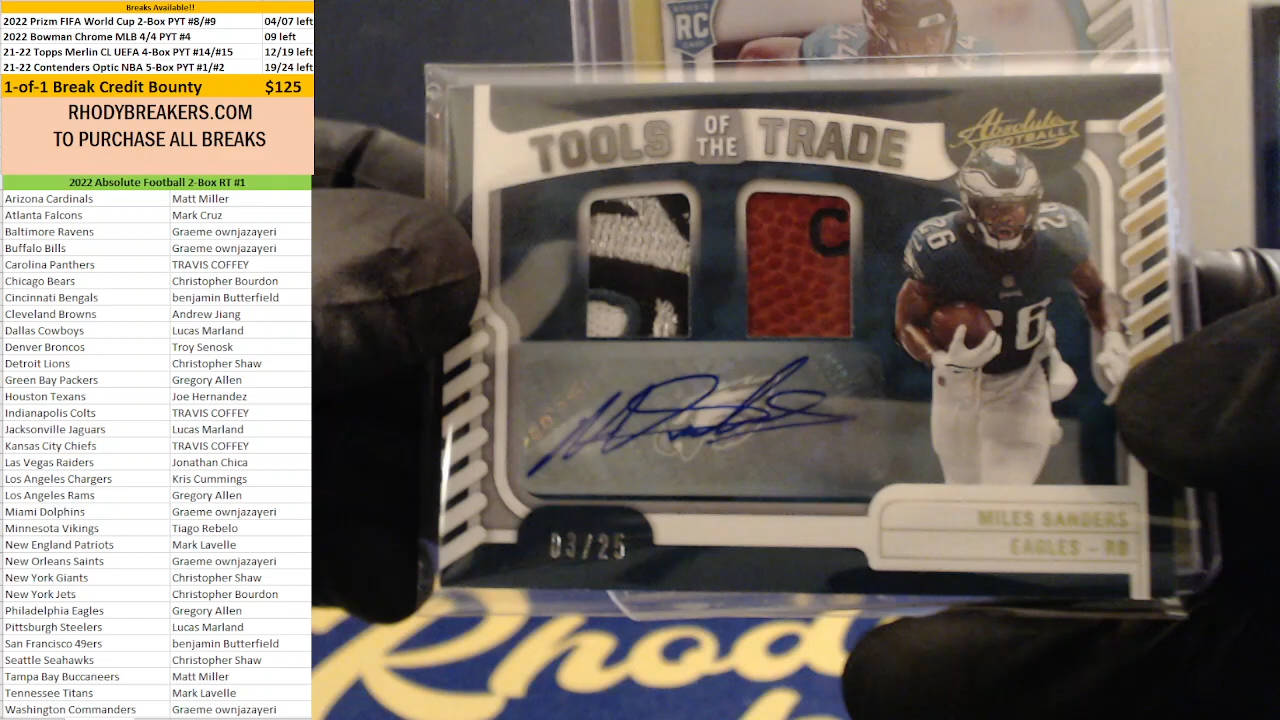 Breaks Available!!
2022 Prizm FIFA World Cup 2-Box PYT #8/#9 04/07 left
2022 Bowman Chrome MLB 4/4 PYT #4 09 left
21-22 Topps Merlin CL UEFA 4-Box PYT #14/#15 12/19 left
21-22 Contenders Optic NBA 5-Box PYT #1/#2 19/24 left
1-of-1 Break Credit Bounty $125
RHODYBREAKERS.COM
TO PURCHASE ALL BREAKS
2022 Absolute Football 2-Box RT #1
Arizona Cardinals Matt Miller
Atlanta Falcons Mark Cruz
Baltimore Ravens Graeme ownjazayeri
Buffalo Bills Graeme ownjazayeri
Carolina Panthers TRAVIS COFFEY
Chicago Bears Christopher Bourdon
Cincinnati Bengals benjamin Butterfield
Cleveland Browns Andrew Jiang
Dallas Cowboys Lucas Marland
Denver Broncos Troy Senosk
Detroit Lions Christopher Shaw
Green Bay Packers Gregory Allen
Houston Texans Joe Hernandez
Indianapolis Colts TRAVIS COFFEY
Jacksonville Jaguars Lucas Marland
Kansas City Chiefs TRAVIS COFFEY
Las Vegas Raiders Jonathan Chica
Los Angeles Chargers Kris Cummings
Los Angeles Rams Gregory Allen
Miami Dolphins Graeme ownjazayeri
Minnesota Vikings Tiago Rebelo
New England Patriots Mark Lavelle
New Orleans Saints Graeme ownjazayeri
New York Giants Christopher Shaw
New York Jets Christopher Bourdon
Philadelphia Eagles Gregory Allen
Pittsburgh Steelers Lucas Marland
San Francisco 49ers benjamin Butterfield
Seattle Seahawks Christopher Shaw
Tampa Bay Buccaneers Matt Miller
Tennessee Titans Mark Lavelle
Washington Commanders Graeme ownjazayeri
RC
44
TOOLS OF THE TRADE
Absolute
FOOTBALL
C
26
26
26
MILES SANDERS
EAGLES - RB
03/25
Rhod